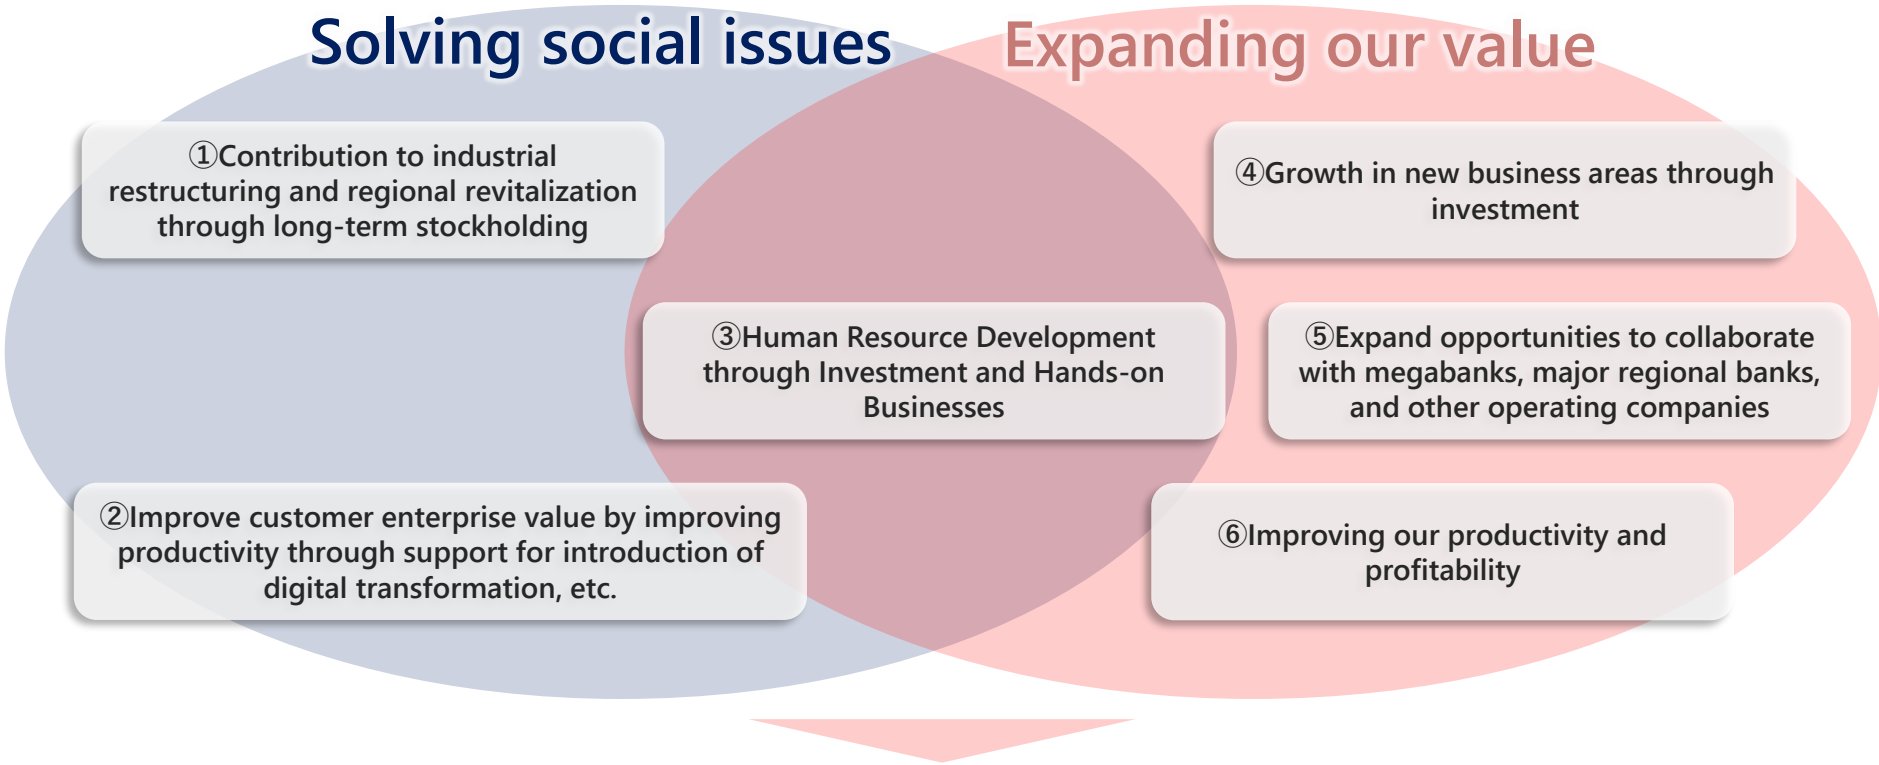 Solving social issues
Expanding our value
①Contribution to industrial
restructuring and regional revitalization
through long-term stockholding
②Improve customer enterprise value by improving
productivity through support for introduction of
digital transformation, etc.
③Human Resource Development
through Investment and Hands-on
Businesses
④Growth in new business areas through
investment
⑤Expand opportunities to collaborate
with megabanks, major regional banks,
and other operating companies
⑥Improving our productivity and
profitability